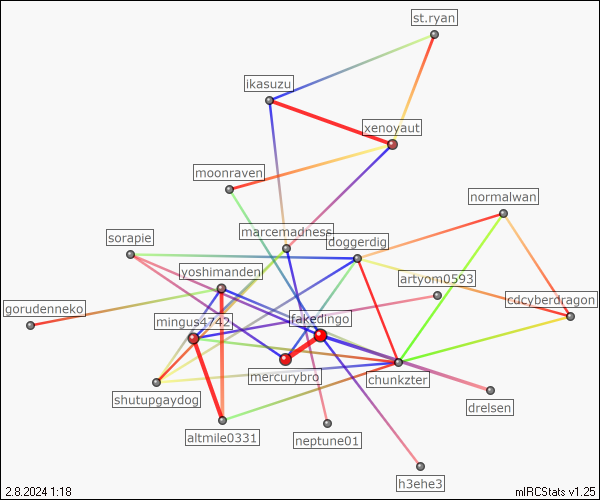 st.ryan
ikasuzu
xenoyaut
moonraven
normalwan
marcemadness
sorapie
doggerdig
yoshimanden
artyom0593
cdcyberdragon
gorudenneko
mingus4742
fakedingo
mercurybro
chunkzter
shutupgaydog
drelsen
altmile0331
neptune01
h3ehe3
2.8.2024 1:18
mIRCStats v1.25